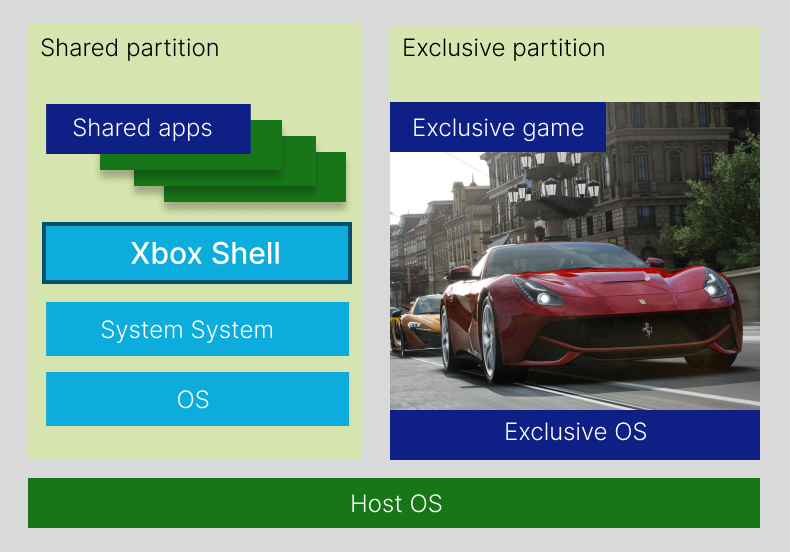 Shared partition
Shared apps
Xbox Shell
System System
OS
Exclusive partition
Exclusive game
Exclusive OS
Host OS